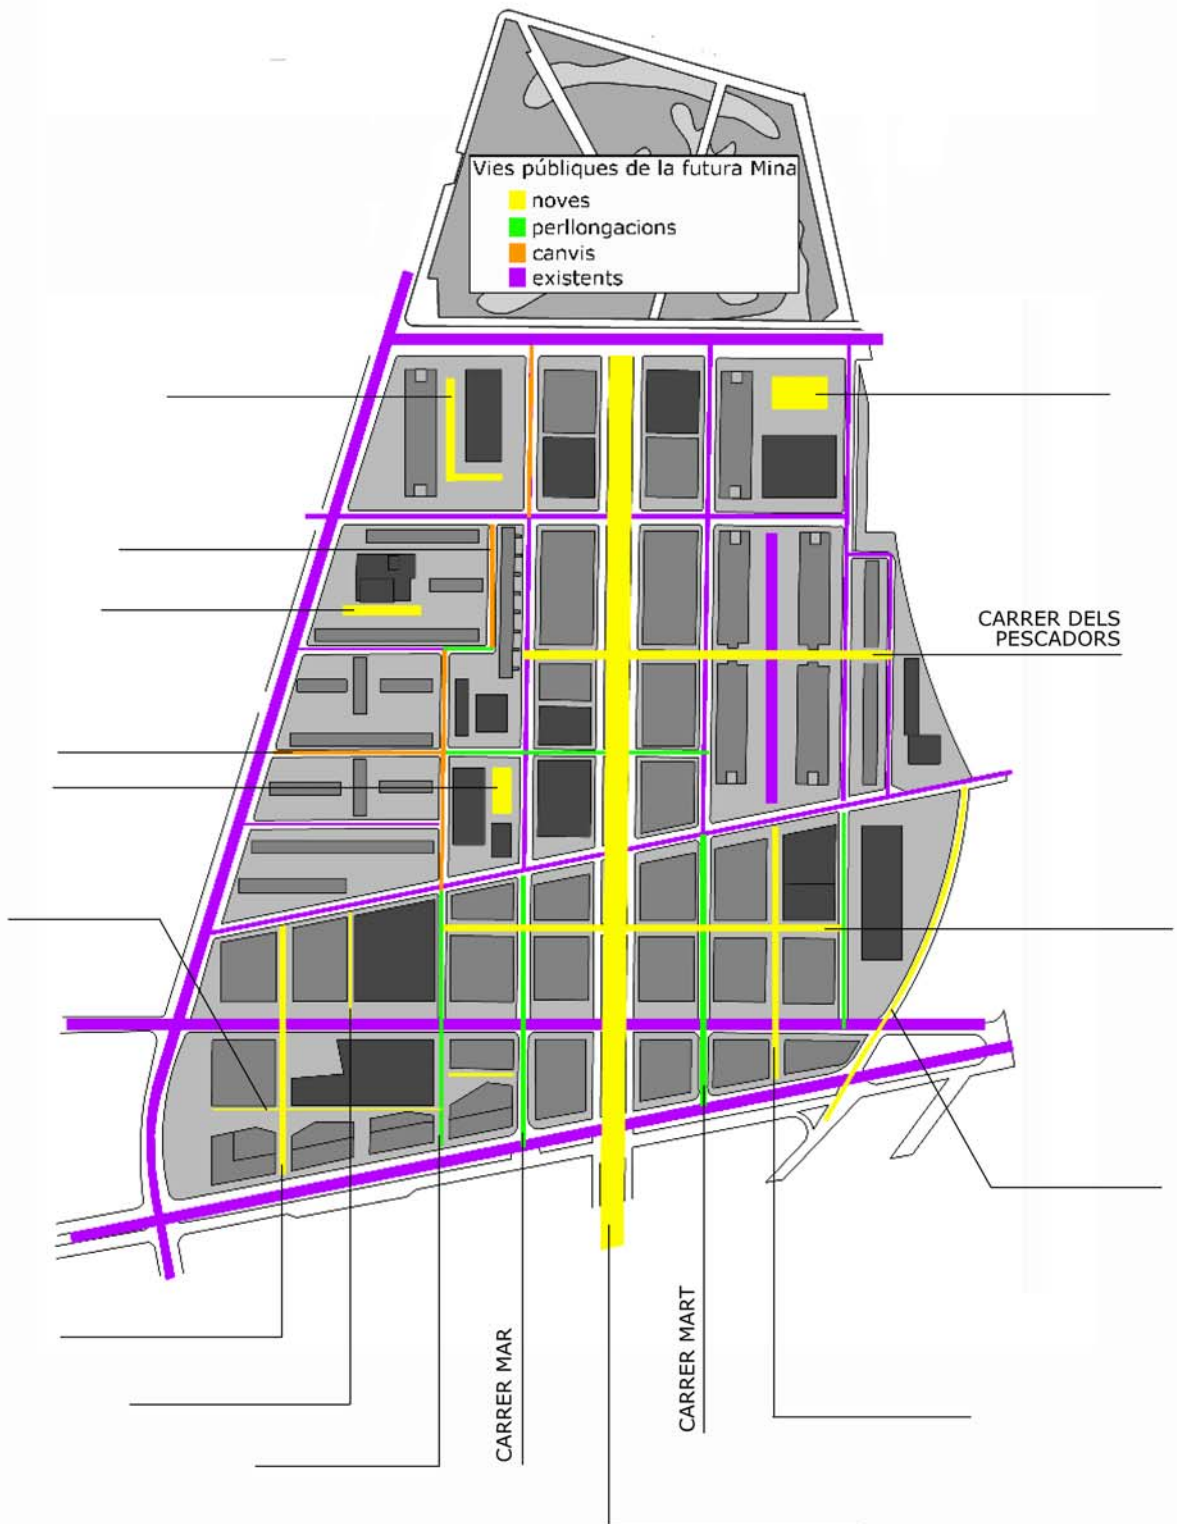 Vies públiques de la futura Mina
noves
perllongacions
canvis
existents
CARRER DELS
PESCADORS
CARRER MAR
CARRER MART